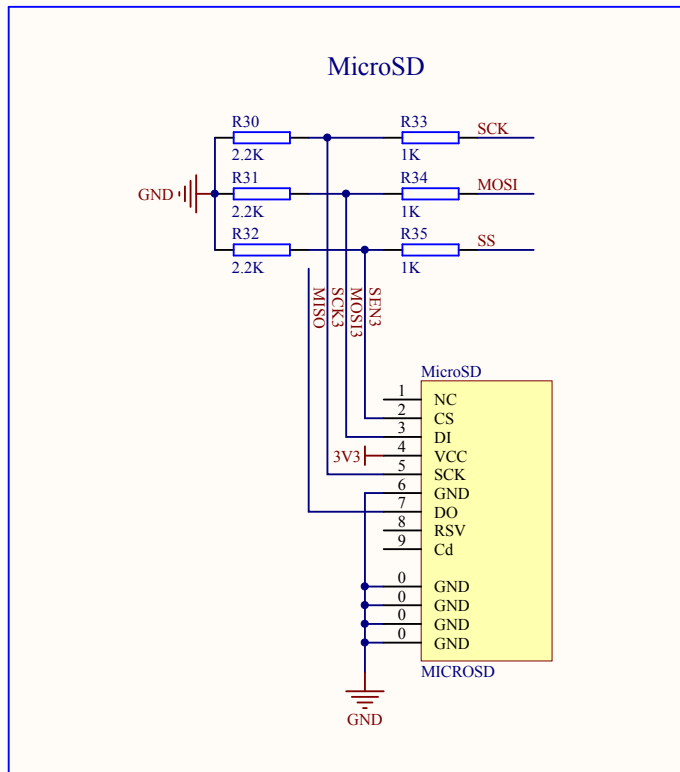 MicroSD
R30
R33
SCK
2.2K
1K
R31
R34
MOSI
GND
2.2K
1K
R32
R35
SS
2.2K
1K
MISO
SCK3
MOSI3
SEN3
MicroSD
1 NC
2 CS
3 DI
3V3 4 VCC
5 SCK
6 GND
7 DO
8 RSV
9 Cd
0 GND
0 GND
0 GND
0 GND
MICROSD
GND